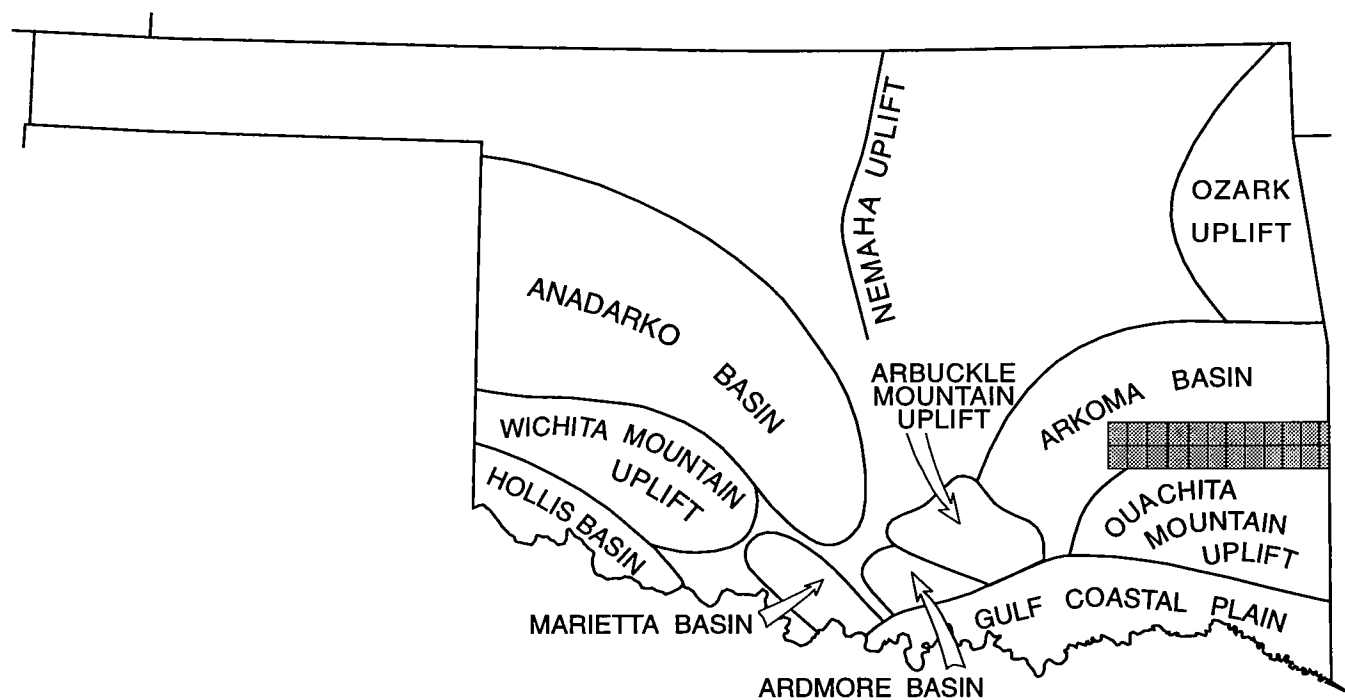 NEMAHA UPLIFT
OZARK
UPLIFT
ANADARKO
BASIN
ARBUCKLE
MOUNTAIN
UPLIFT
ARKOMA BASIN
WICHITA MOUNTAIN
UPLIFT
HOLLIS BASIN
OUACHITA
MOUNTAIN
UPLIFT
MARIETTA BASIN
GULF COASTAL PLAIN
ARDMORE BASIN